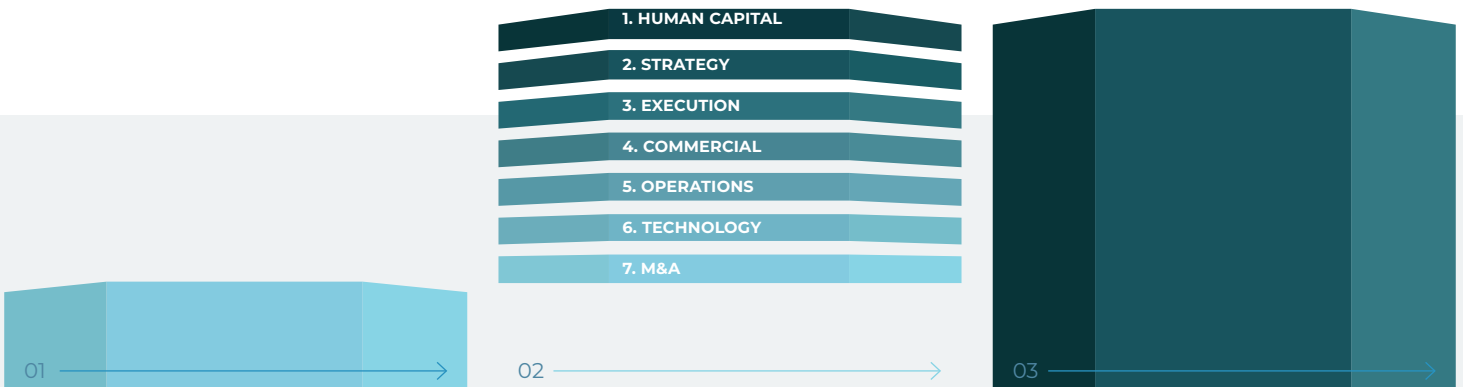 1. HUMAN CAPITAL
2. STRATEGY
3. EXECUTION
4. COMMERCIAL
5. OPERATIONS
6. TECHNOLOGY
7. M&A
01
02
03